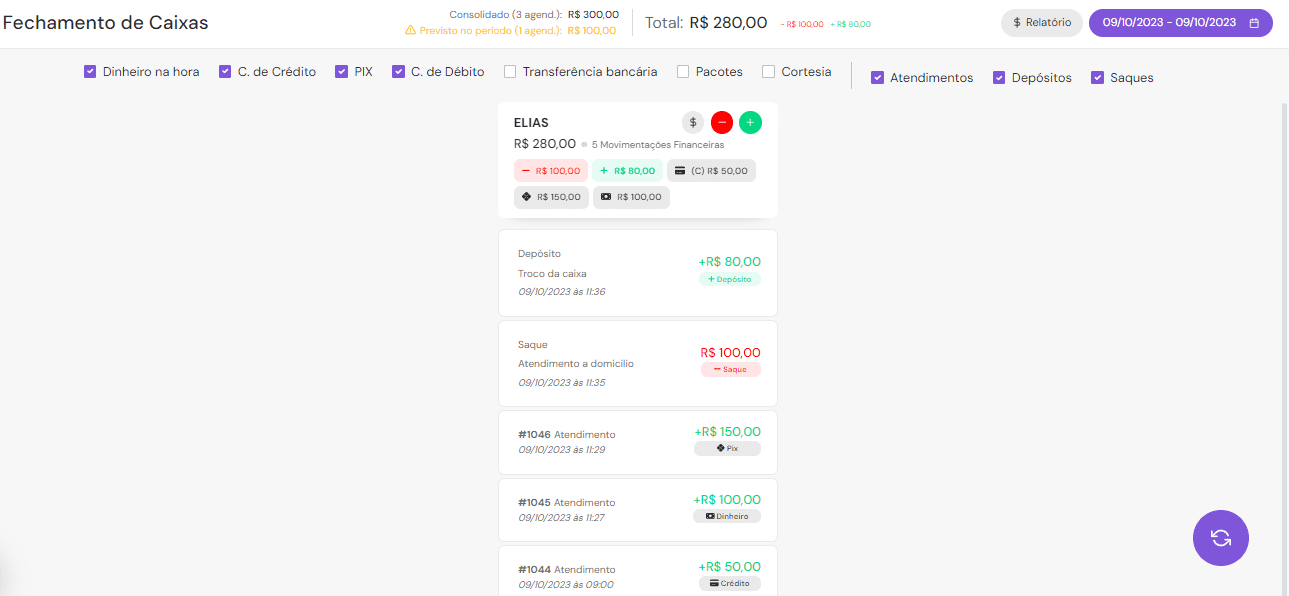 Fechamento de Caixas
Consolidado (3 agend.): R$ 300,00
Previsto no período (1 agend.): R$ 100,00
Total: R$ 280,00 - R$ 100,00 + R$ 80,00
$ Relatório
09/10/2023 - 09/10/2023
Dinheiro na hora
C. de Crédito
PIX
C. de Débito
Transferência bancária
Pacotes
Cortesia
Atendimentos
Depósitos
Saques
ELIAS
$ − +
R$ 280,00 5 Movimentações Financeiras
− R$ 100,00 + R$ 80,00 (C) R$ 50,00
R$ 150,00 R$ 100,00
Depósito
Troco da caixa
09/10/2023 às 11:36
+R$ 80,00
+ Depósito
Saque
Atendimento a domicilio
09/10/2023 às 11:35
R$ 100,00
− Saque
#1046 Atendimento
09/10/2023 às 11:29
+R$ 150,00
Pix
#1045 Atendimento
09/10/2023 às 11:27
+R$ 100,00
Dinheiro
#1044 Atendimento
09/10/2023 às 09:00
+R$ 50,00
Crédito